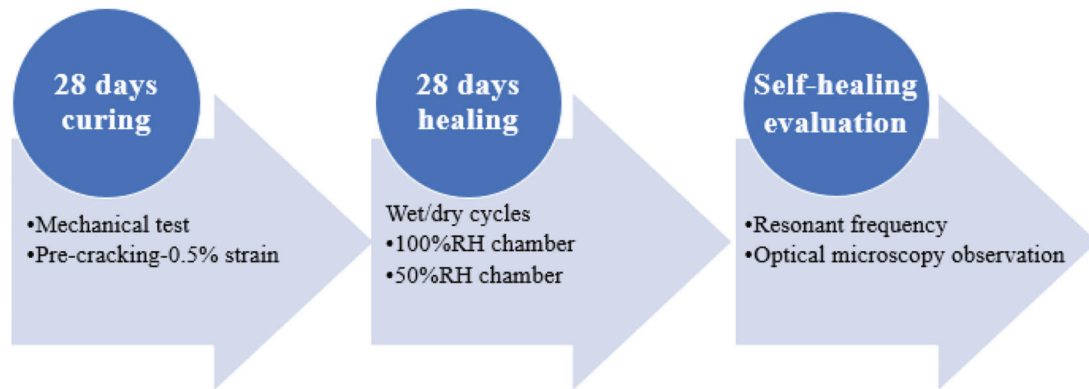 28 days
curing
•Mechanical test
•Pre-cracking-0.5% strain
28 days
healing
Wet/dry cycles
•100%RH chamber
•50%RH chamber
Self-healing
evaluation
•Resonant frequency
•Optical microscopy observation